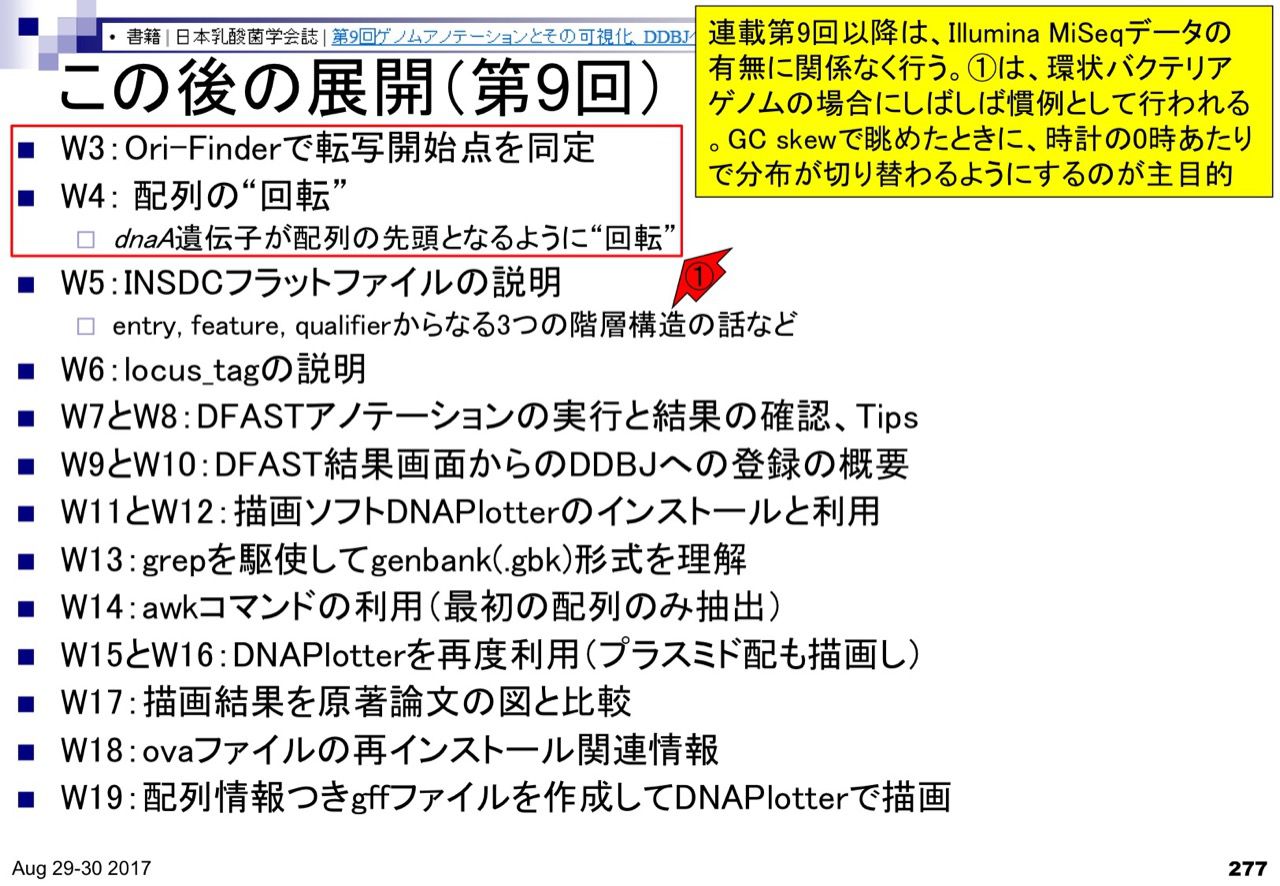 • 書籍 | 日本乳酸菌学会誌 | 第9回ゲノムアノテーションとその可視化、DDBJ
この後の展開（第9回）
連載第9回以降は、Illumina MiSeqデータの
有無に関係なく行う。①は、環状バクテリア
ゲノムの場合にしばしば慣例として行われる
。GC skewで眺めたときに、時計の0時あたり
で分布が切り替わるようにするのが主目的
W3：Ori-Finderで転写開始点を同定
W4： 配列の“回転”
dnaA遺伝子が配列の先頭となるように“回転”
①
W5：INSDCフラットファイルの説明
entry, feature, qualifierからなる3つの階層構造の話など
W6：locus_tagの説明
W7とW8：DFASTアノテーションの実行と結果の確認、Tips
W9とW10：DFAST結果画面からのDDBJへの登録の概要
W11とW12：描画ソフトDNAPlotterのインストールと利用
W13：grepを駆使してgenbank(.gbk)形式を理解
W14：awkコマンドの利用（最初の配列のみ抽出）
W15とW16：DNAPlotterを再度利用（プラスミド配も描画し）
W17：描画結果を原著論文の図と比較
W18：ovaファイルの再インストール関連情報
W19：配列情報つきgffファイルを作成してDNAPlotterで描画
Aug 29-30 2017
277